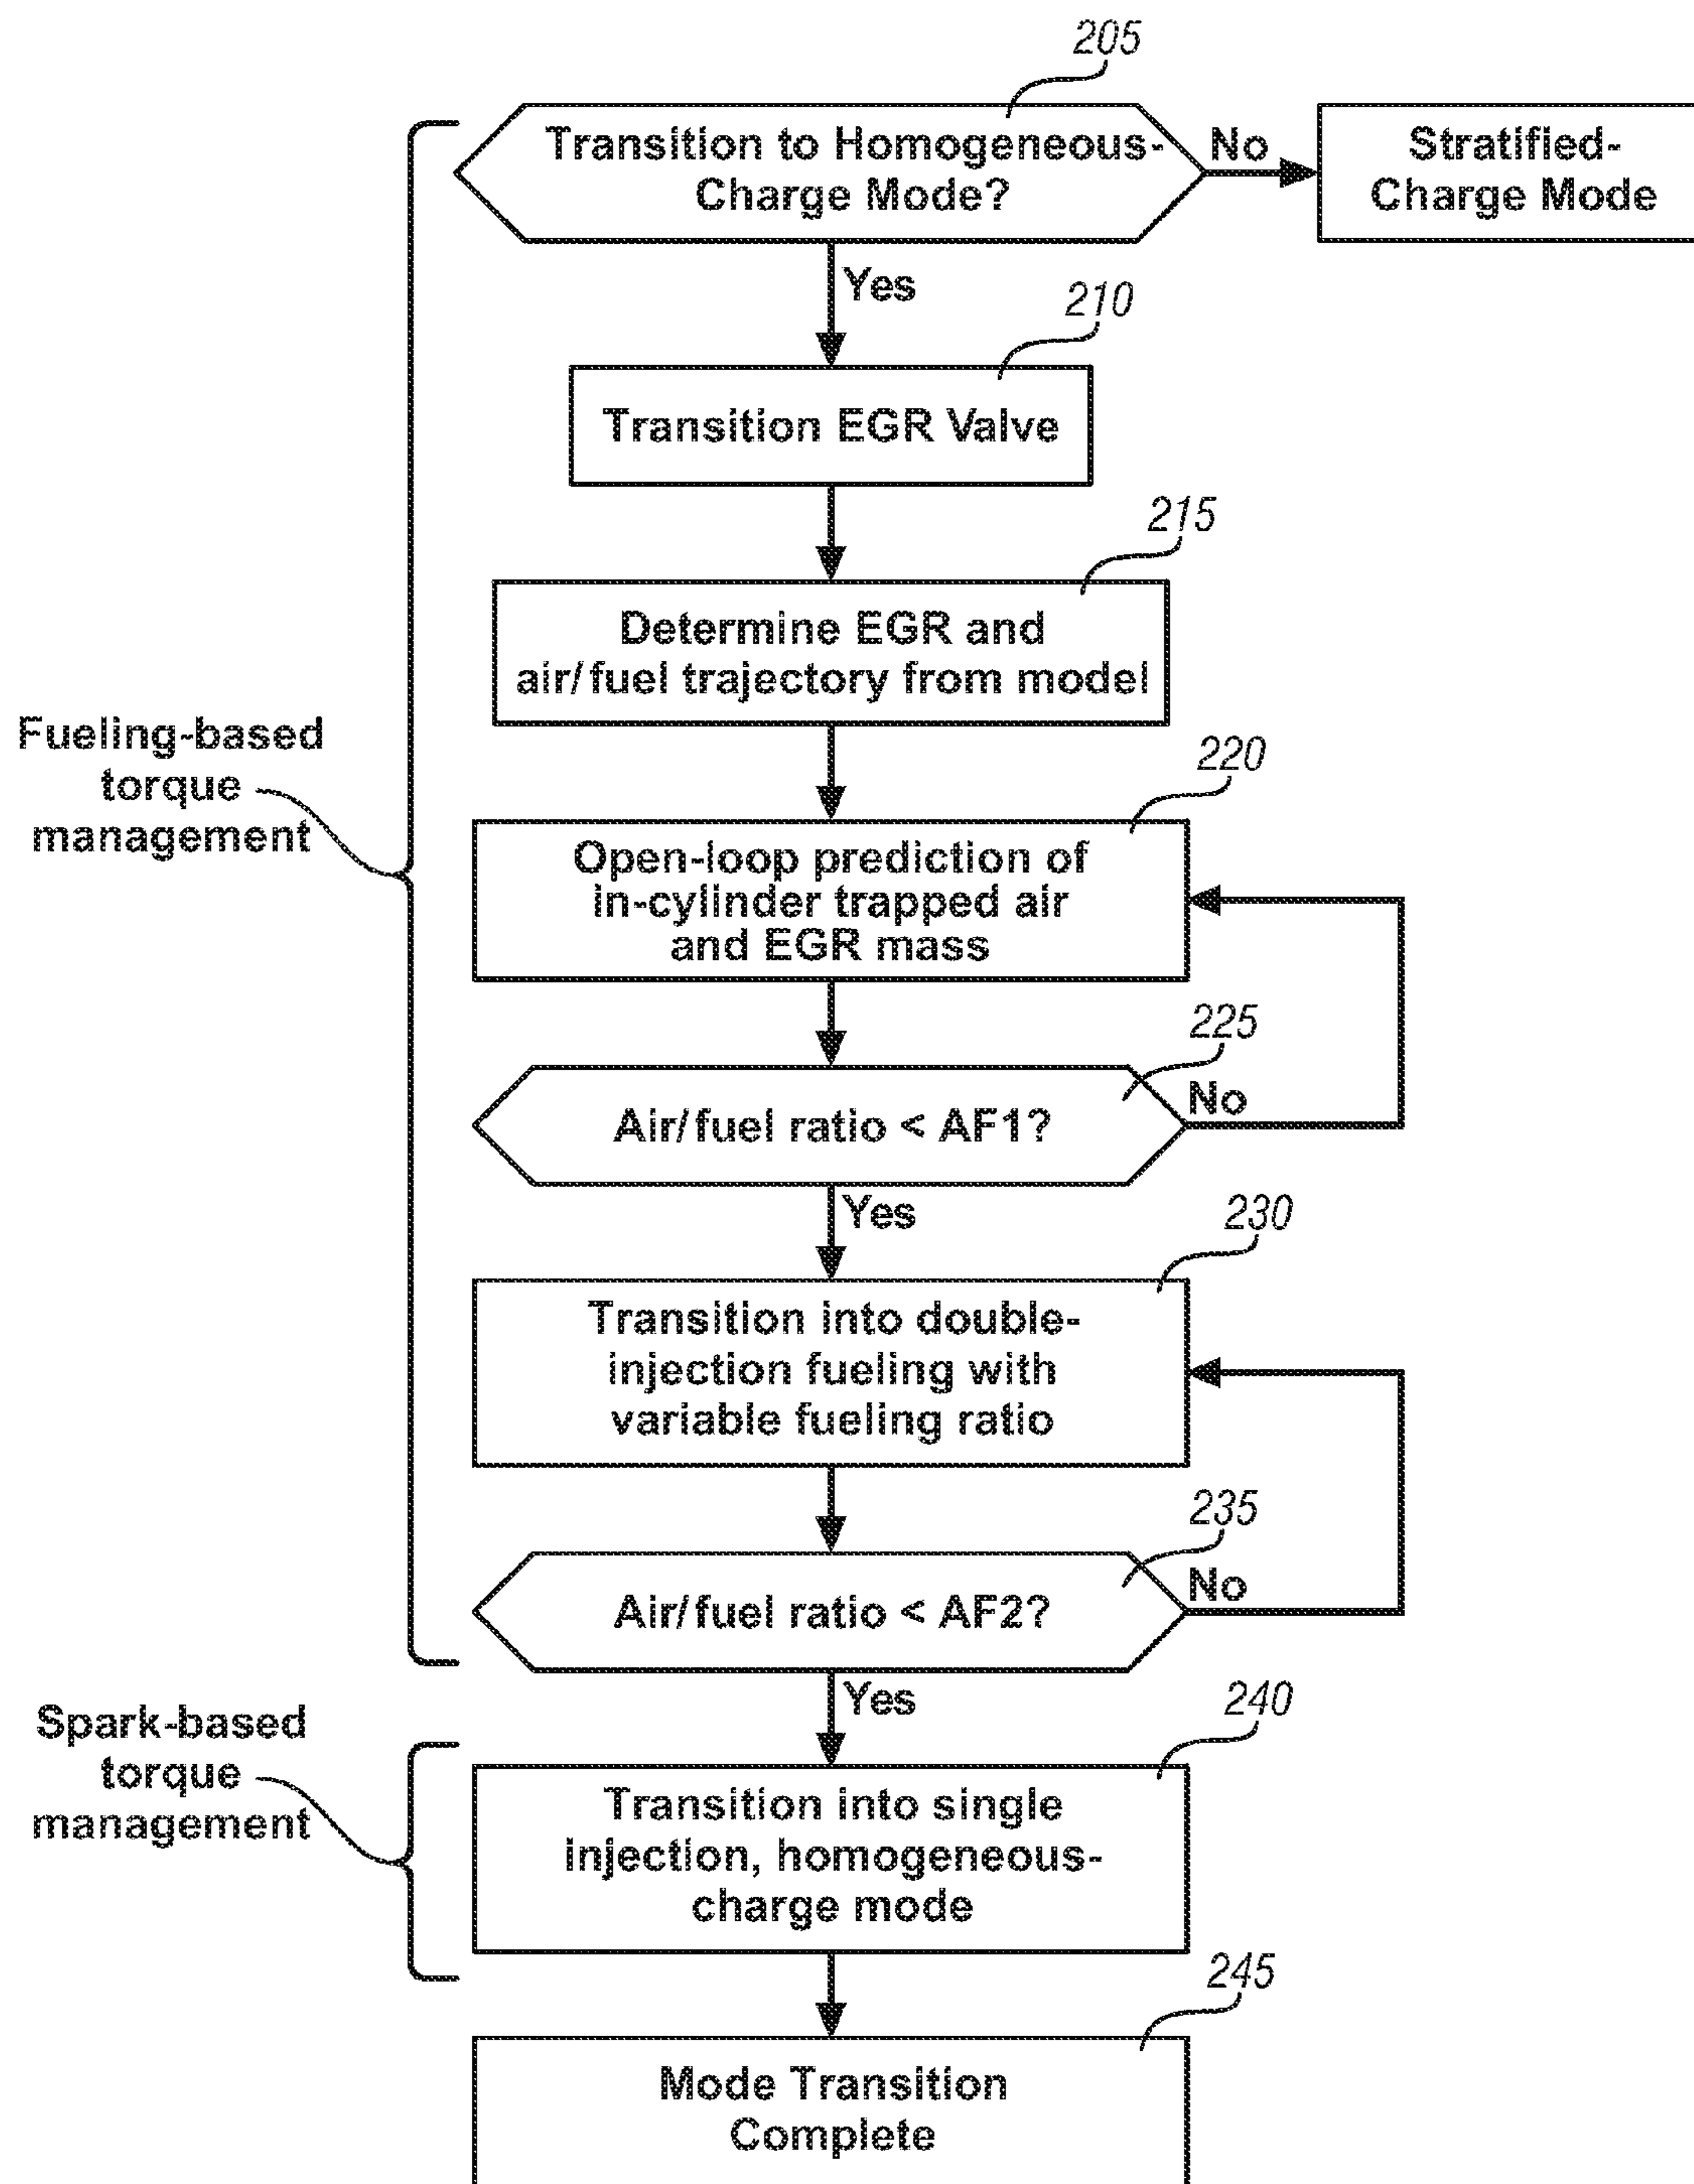 205
Transition to Homogeneous-
Charge Mode?
No
Stratified-
Charge Mode
Yes
210
Transition EGR Valve
215
Determine EGR and
air/fuel trajectory from model
Fueling-based
torque
management
220
Open-loop prediction of
in-cylinder trapped air
and EGR mass
225
Air/fuel ratio < AF1?
No
Yes
230
Transition into double-
injection fueling with
variable fueling ratio
235
Air/fuel ratio < AF2?
No
Yes
Spark-based
torque
management
240
Transition into single
injection, homogeneous-
charge mode
245
Mode Transition
Complete